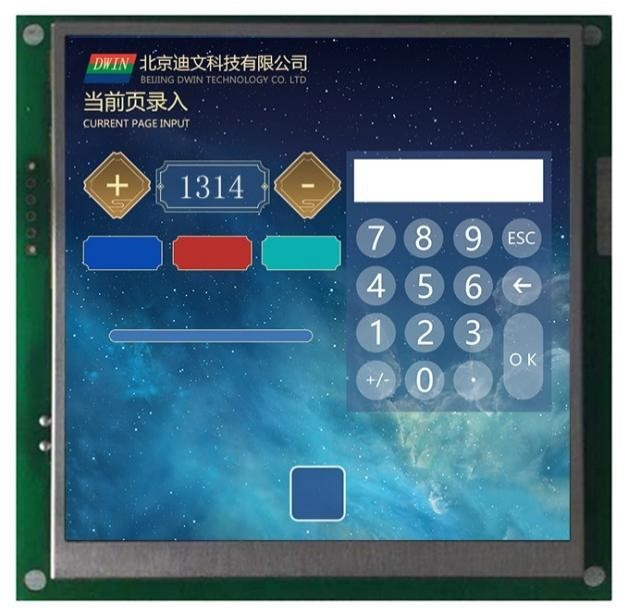 DWIN 北京迪文科技有限公司
BEIJING DWIN TECHNOLOGY CO. LTD
当前页录入
CURRENT PAGE INPUT
+ 1314 -
7 8 9 ESC
4 5 6 ←
1 2 3
OK
+/- 0 .